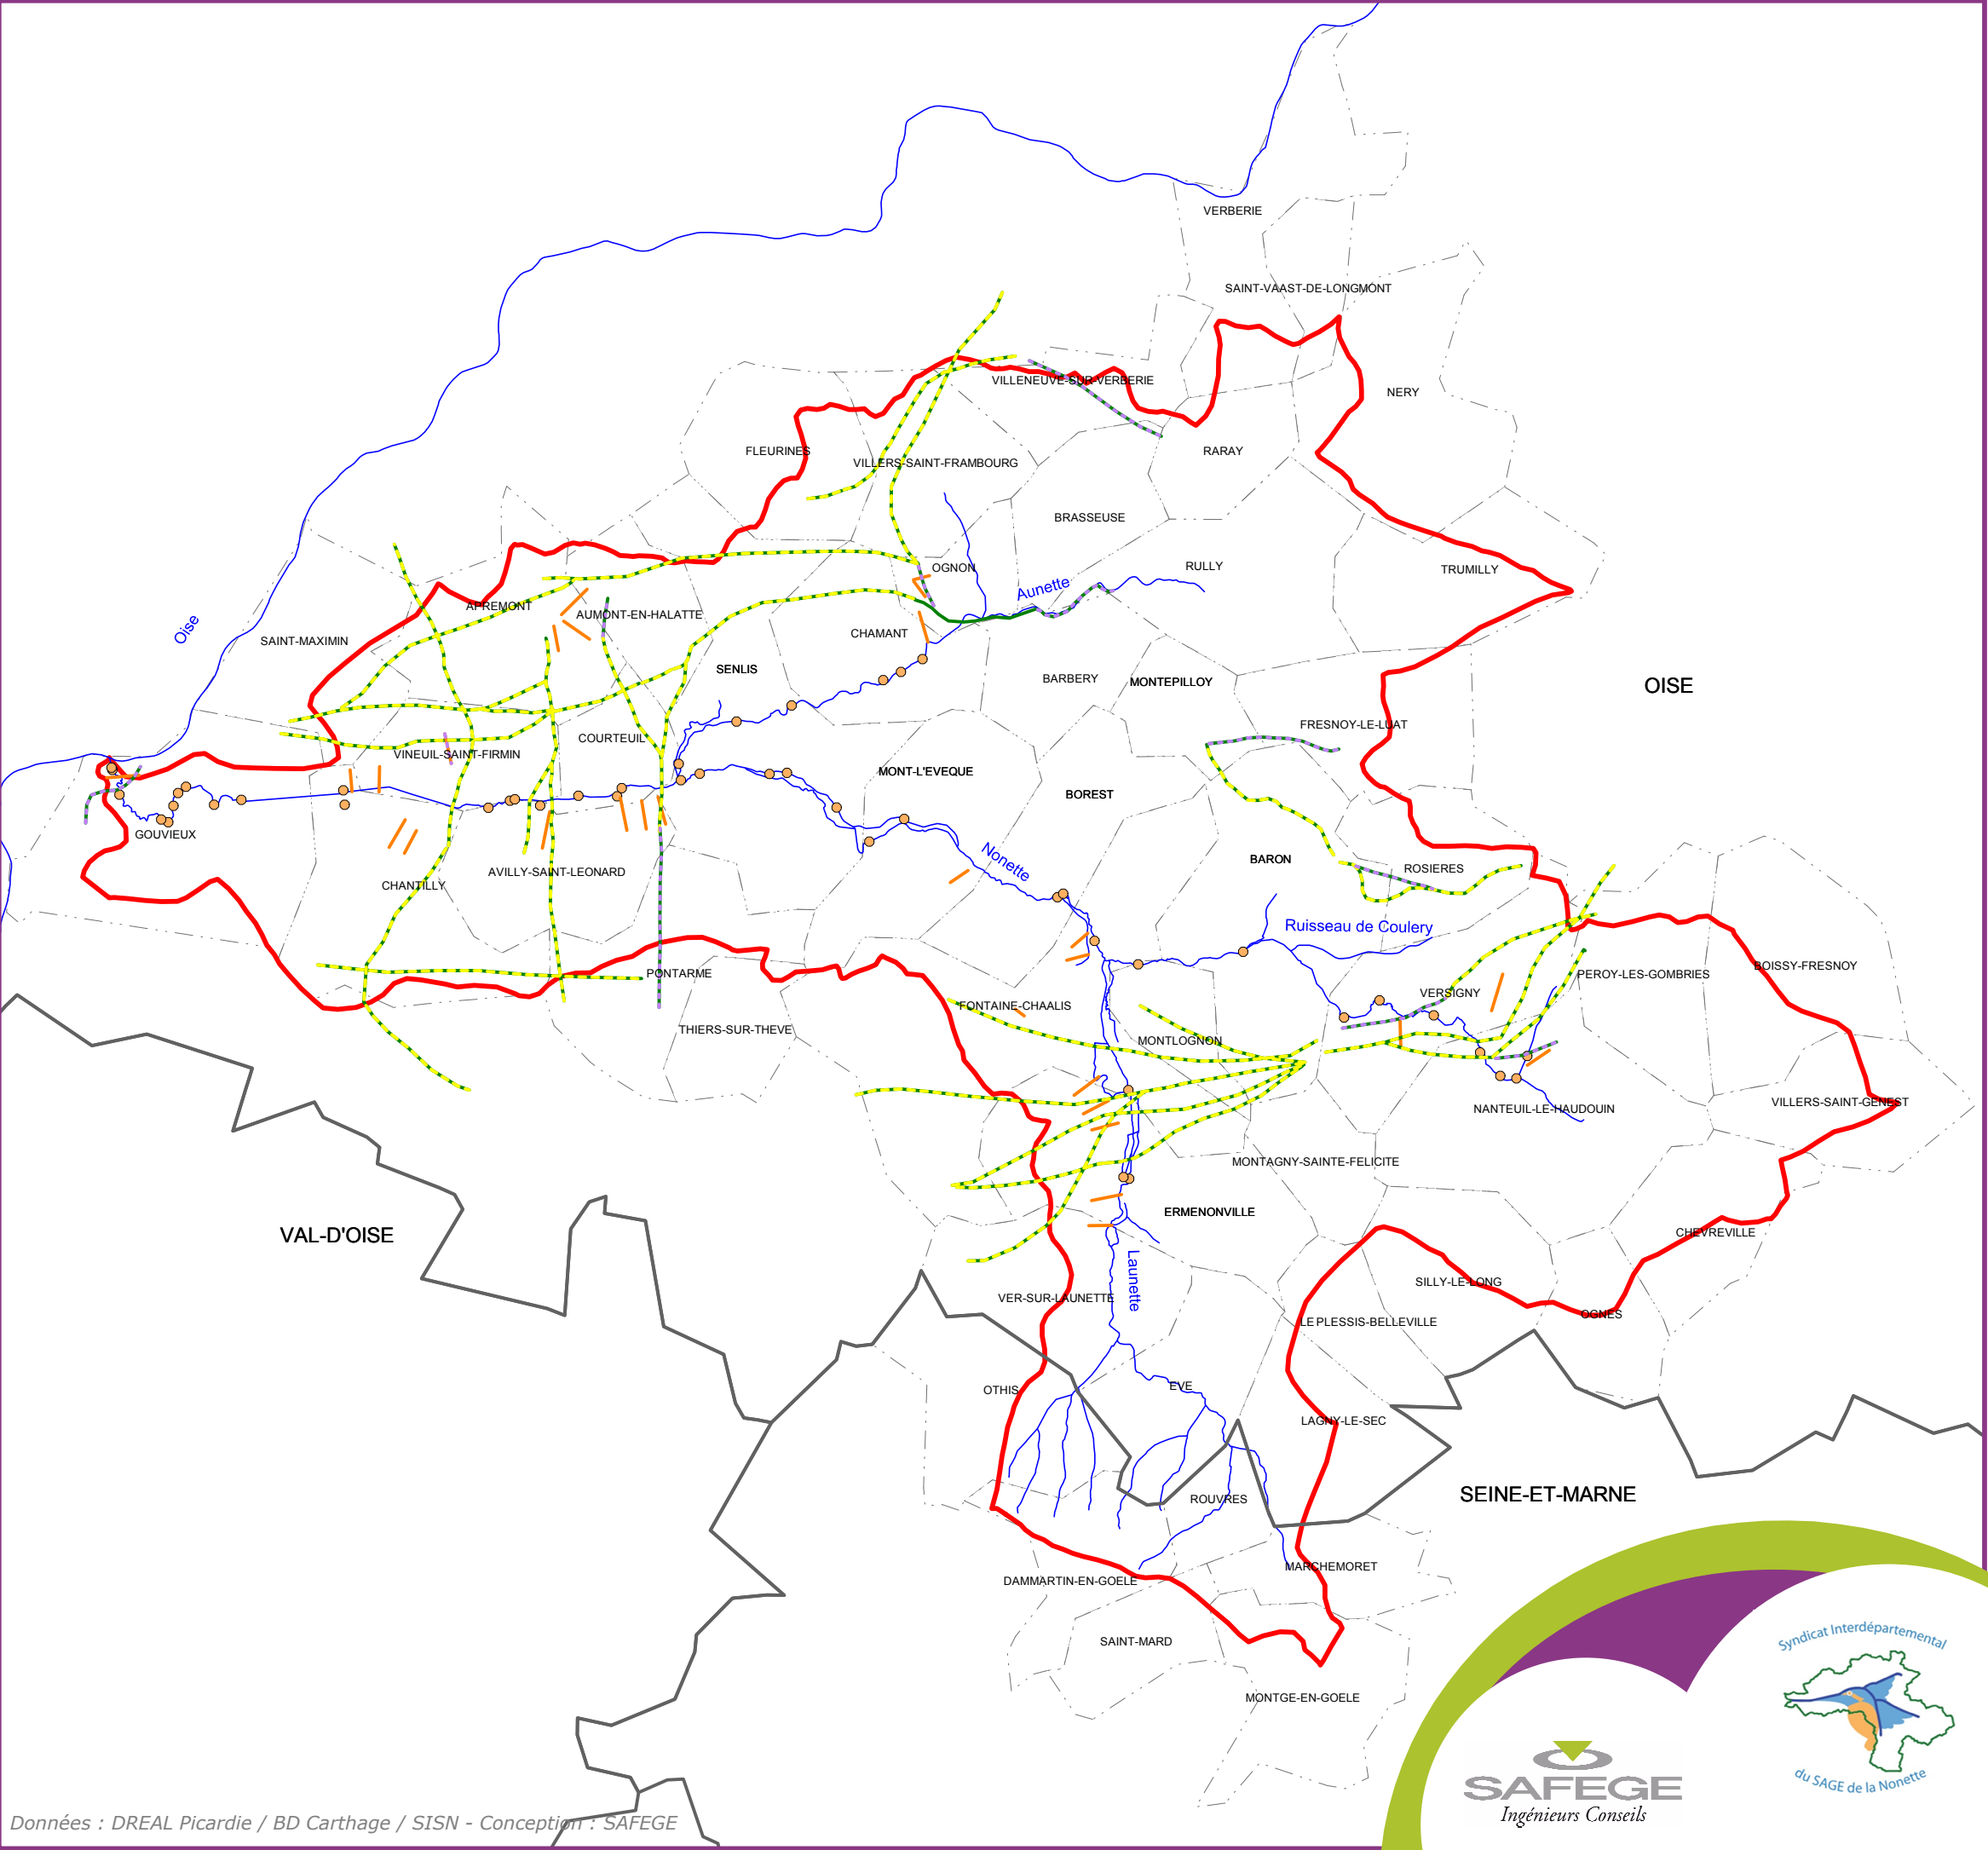 VERBERIE
SAINT-VAAST-DE-LONGMONT
VILLENEUVE-SUR-VERBERIE
NERY
FLEURINES
VILLERS-SAINT-FRAMBOURG
RARAY
BRASSEUSE
OGNON
RULLY
TRUMILLY
Aunette
APREMONT
AUMONT-EN-HALATTE
Oise
SAINT-MAXIMIN
CHAMANT
SENLIS
BARBERY
MONTEPILLOY
OISE
FRESNOY-LE-LUAT
COURTEUIL
VINEUIL-SAINT-FIRMIN
MONT-L'EVEQUE
BOREST
GOUVIEUX
Nonette
BARON
ROSIERES
AVILLY-SAINT-LEONARD
CHANTILLY
Ruisseau de Coulery
BOISSY-FRESNOY
PONTARME
PEROY-LES-GOMBRIES
VERSIGNY
FONTAINE-CHAALIS
THIERS-SUR-THEVE
MONTLOGNON
VILLERS-SAINT-GENEST
NANTEUIL-LE-HAUDOUIN
MONTAGNY-SAINTE-FELICITE
ERMENONVILLE
VAL-D'OISE
CHEVREVILLE
Launette
SILLY-LE-LONG
VER-SUR-LAUNETTE
OGNES
LE PLESSIS-BELLEVILLE
EVE
OTHIS
LAGNY-LE-SEC
SEINE-ET-MARNE
ROUVRES
MARCHEMORET
DAMMARTIN-EN-GOELE
SAINT-MARD
MONTGE-EN-GOELE
Syndicat Interdépartemental
du SAGE de la Nonette
SAFEGE
Ingénieurs Conseils
Données : DREAL Picardie / BD Carthage / SISN - Conception : SAFEGE